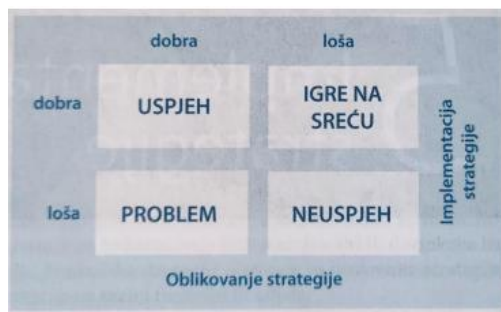 dobra loša
dobra
USPJEH
IGRE NA
SREĆU
loša
PROBLEM
NEUSPJEH
Implementacija
strategije
Oblikovanje strategije